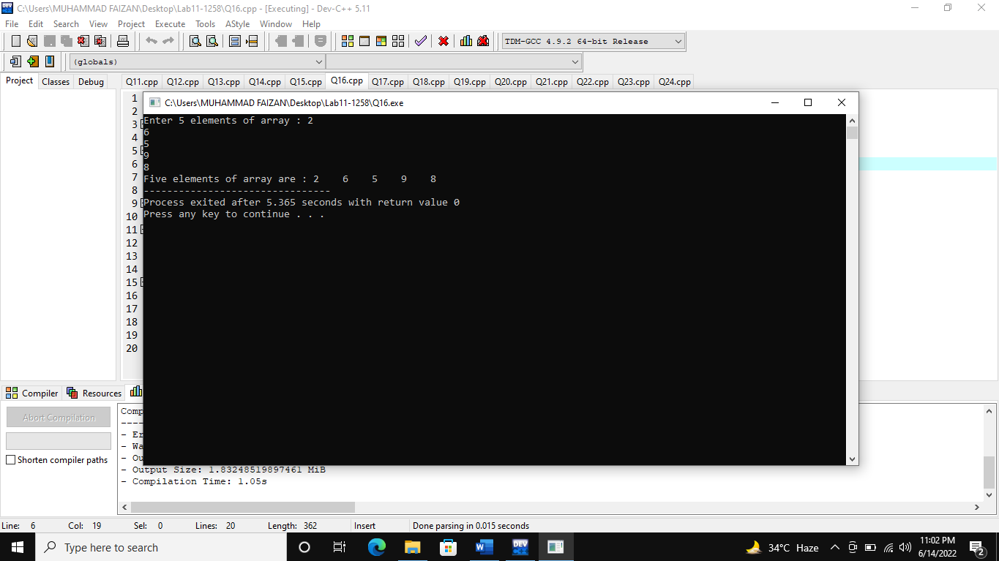 C:\Users\MUHAMMAD FAIZAN\Desktop\Lab11-1258\Q16.cpp - [Executing] - Dev-C++ 5.11
File Edit Search View Project Execute Tools AStyle Window Help
TDM-GCC 4.9.2 64-bit Release
(globals)
Project Classes Debug Q11.cpp Q12.cpp Q13.cpp Q14.cpp Q15.cpp Q16.cpp Q17.cpp Q18.cpp Q19.cpp Q20.cpp Q21.cpp Q22.cpp Q23.cpp Q24.cpp
1
2
3
4
5
6
7
8
9
10
11
12
13
14
15
16
17
18
19
20
C:\Users\MUHAMMAD FAIZAN\Desktop\Lab11-1258\Q16.exe
Enter 5 elements of array : 2
6
5
9
8
Five elements of array are : 2    6    5    9    8
--------------------------------
Process exited after 5.365 seconds with return value 0
Press any key to continue . . .
Compiler Resources
Abort Compilation
Shorten compiler paths
Comp
----
- Er
- Wa
- Ou
- Output Size: 1.83248519897461 MiB
- Compilation Time: 1.05s
Line: 6 Col: 19 Sel: 0 Lines: 20 Length: 362 Insert Done parsing in 0.015 seconds
Type here to search
34°C Haze
11:02 PM
6/14/2022
2